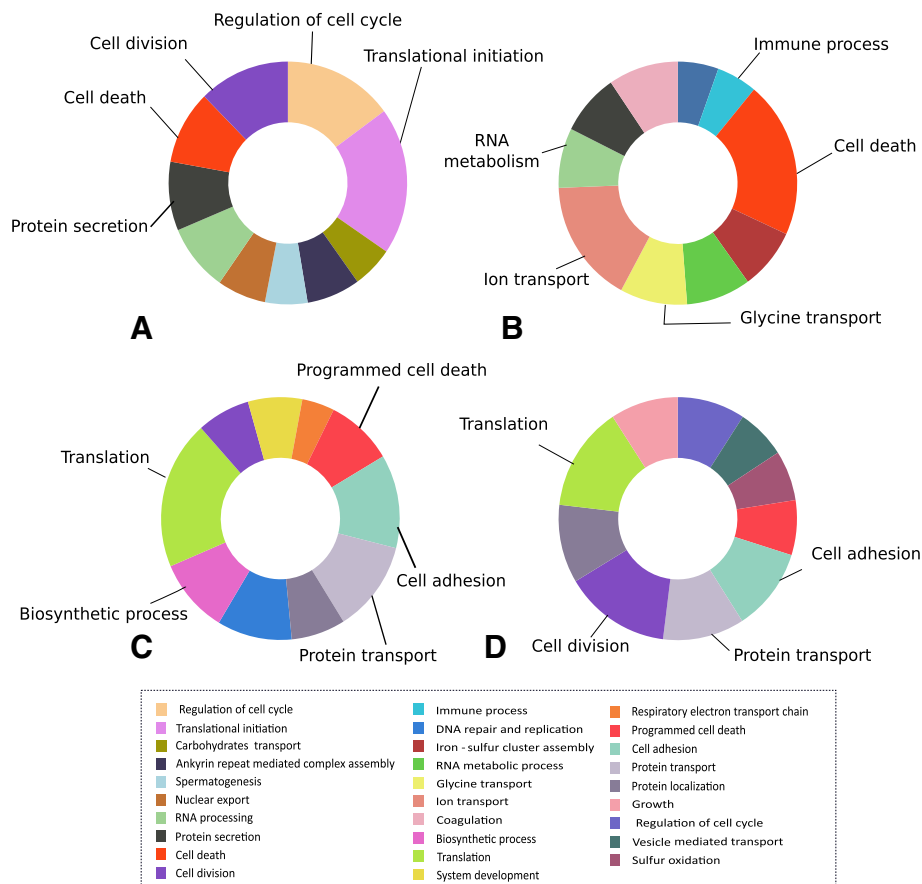 Regulation of cell cycle
Cell division
Translational initiation
Cell death
Protein secretion
A
Immune process
RNA
metabolism
Cell death
Ion transport
Glycine transport
B
Programmed cell death
Translation
Cell adhesion
Biosynthetic process
Protein transport
C
Translation
Cell adhesion
Cell division
Protein transport
D
Regulation of cell cycle
Translational initiation
Carbohydrates transport
Ankyrin repeat mediated complex assembly
Spermatogenesis
Nuclear export
RNA processing
Protein secretion
Cell death
Cell division
Immune process
DNA repair and replication
Iron - sulfur cluster assembly
RNA metabolic process
Glycine transport
Ion transport
Coagulation
Biosynthetic process
Translation
System development
Respiratory electron transport chain
Programmed cell death
Cell adhesion
Protein transport
Protein localization
Growth
Regulation of cell cycle
Vesicle mediated transport
Sulfur oxidation